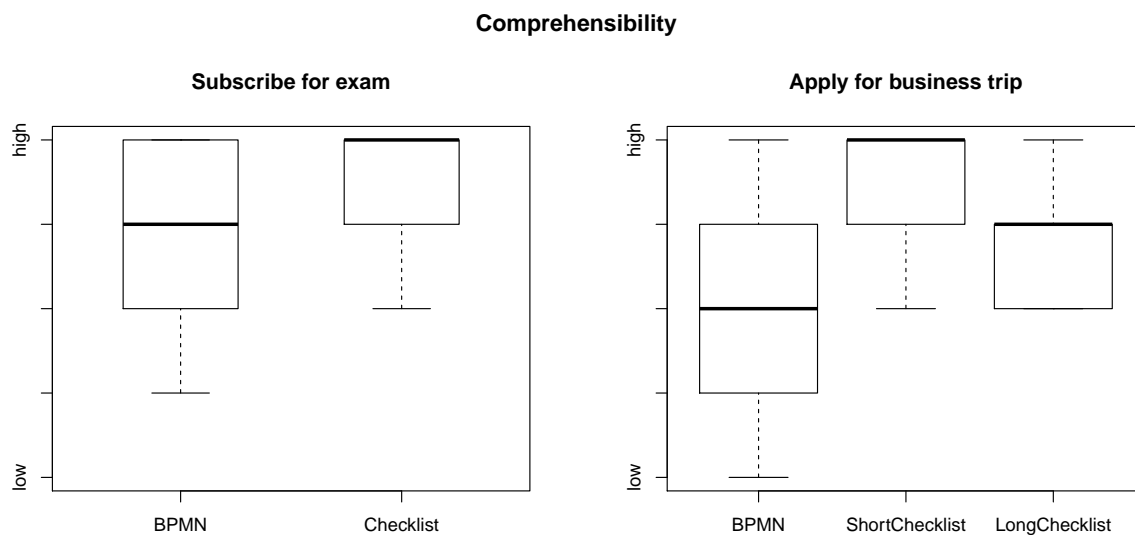 Comprehensibility
Subscribe for exam
high
low
BPMN Checklist
Apply for business trip
high
low
BPMN ShortChecklist LongChecklist